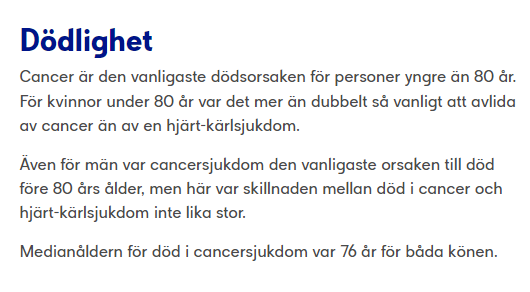 Dödlighet
Cancer är den vanligaste dödsorsaken för personer yngre än 80 år.
För kvinnor under 80 år var det mer än dubbelt så vanligt att avlida
av cancer än av en hjärt-kärlsjukdom.
Även för män var cancersjukdom den vanligaste orsaken till död
före 80 års ålder, men här var skillnaden mellan död i cancer och
hjärt-kärlsjukdom inte lika stor.
Medianåldern för död i cancersjukdom var 76 år för båda könen.